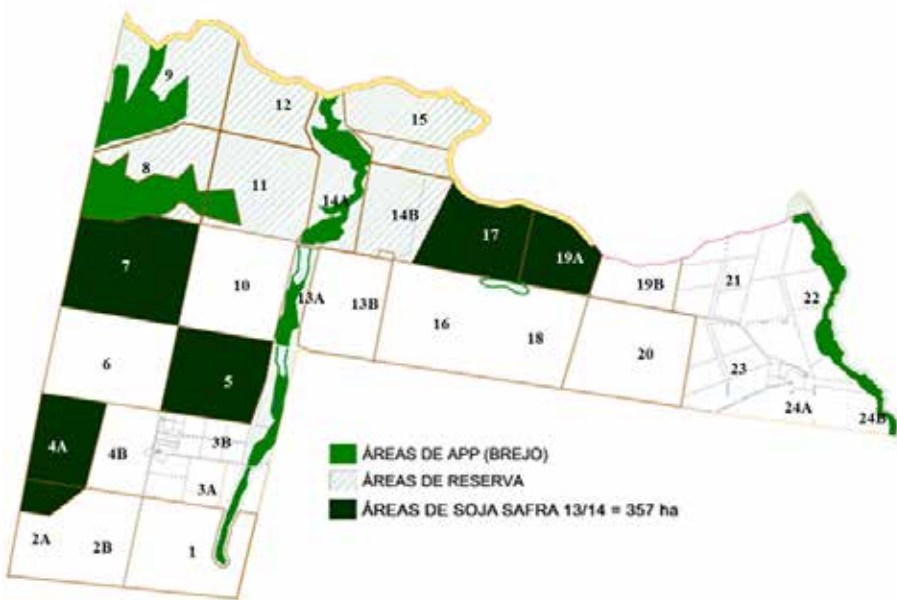 9
12
15
8
11
14A
14B
17
19A
7
10
13A
13B
19B
21
22
16
18
20
6
5
23
24A
24B
4A
4B
3B
3A
2A
2B
1
ÁREAS DE APP (BREJO)
ÁREAS DE RESERVA
ÁREAS DE SOJA SAFRA 13/14 = 357 ha